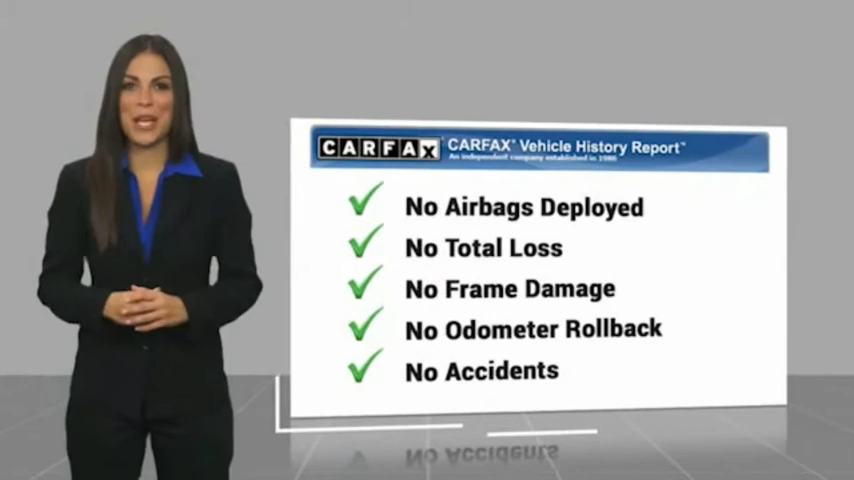 CARFAX CARFAX® Vehicle History Report™
An independent company established in 1986
No Airbags Deployed
No Total Loss
No Frame Damage
No Odometer Rollback
No Accidents
No Accidents